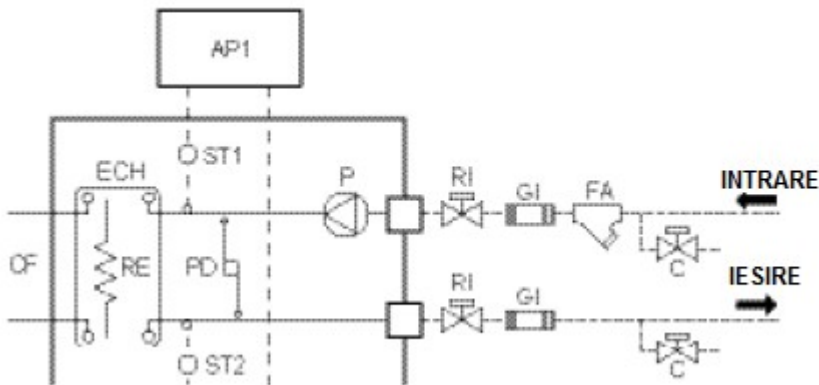 AP1
ECH
ST1
P
RI
GI
FA
INTRARE
C
CF
RE
PD
RI
GI
IESIRE
ST2
C